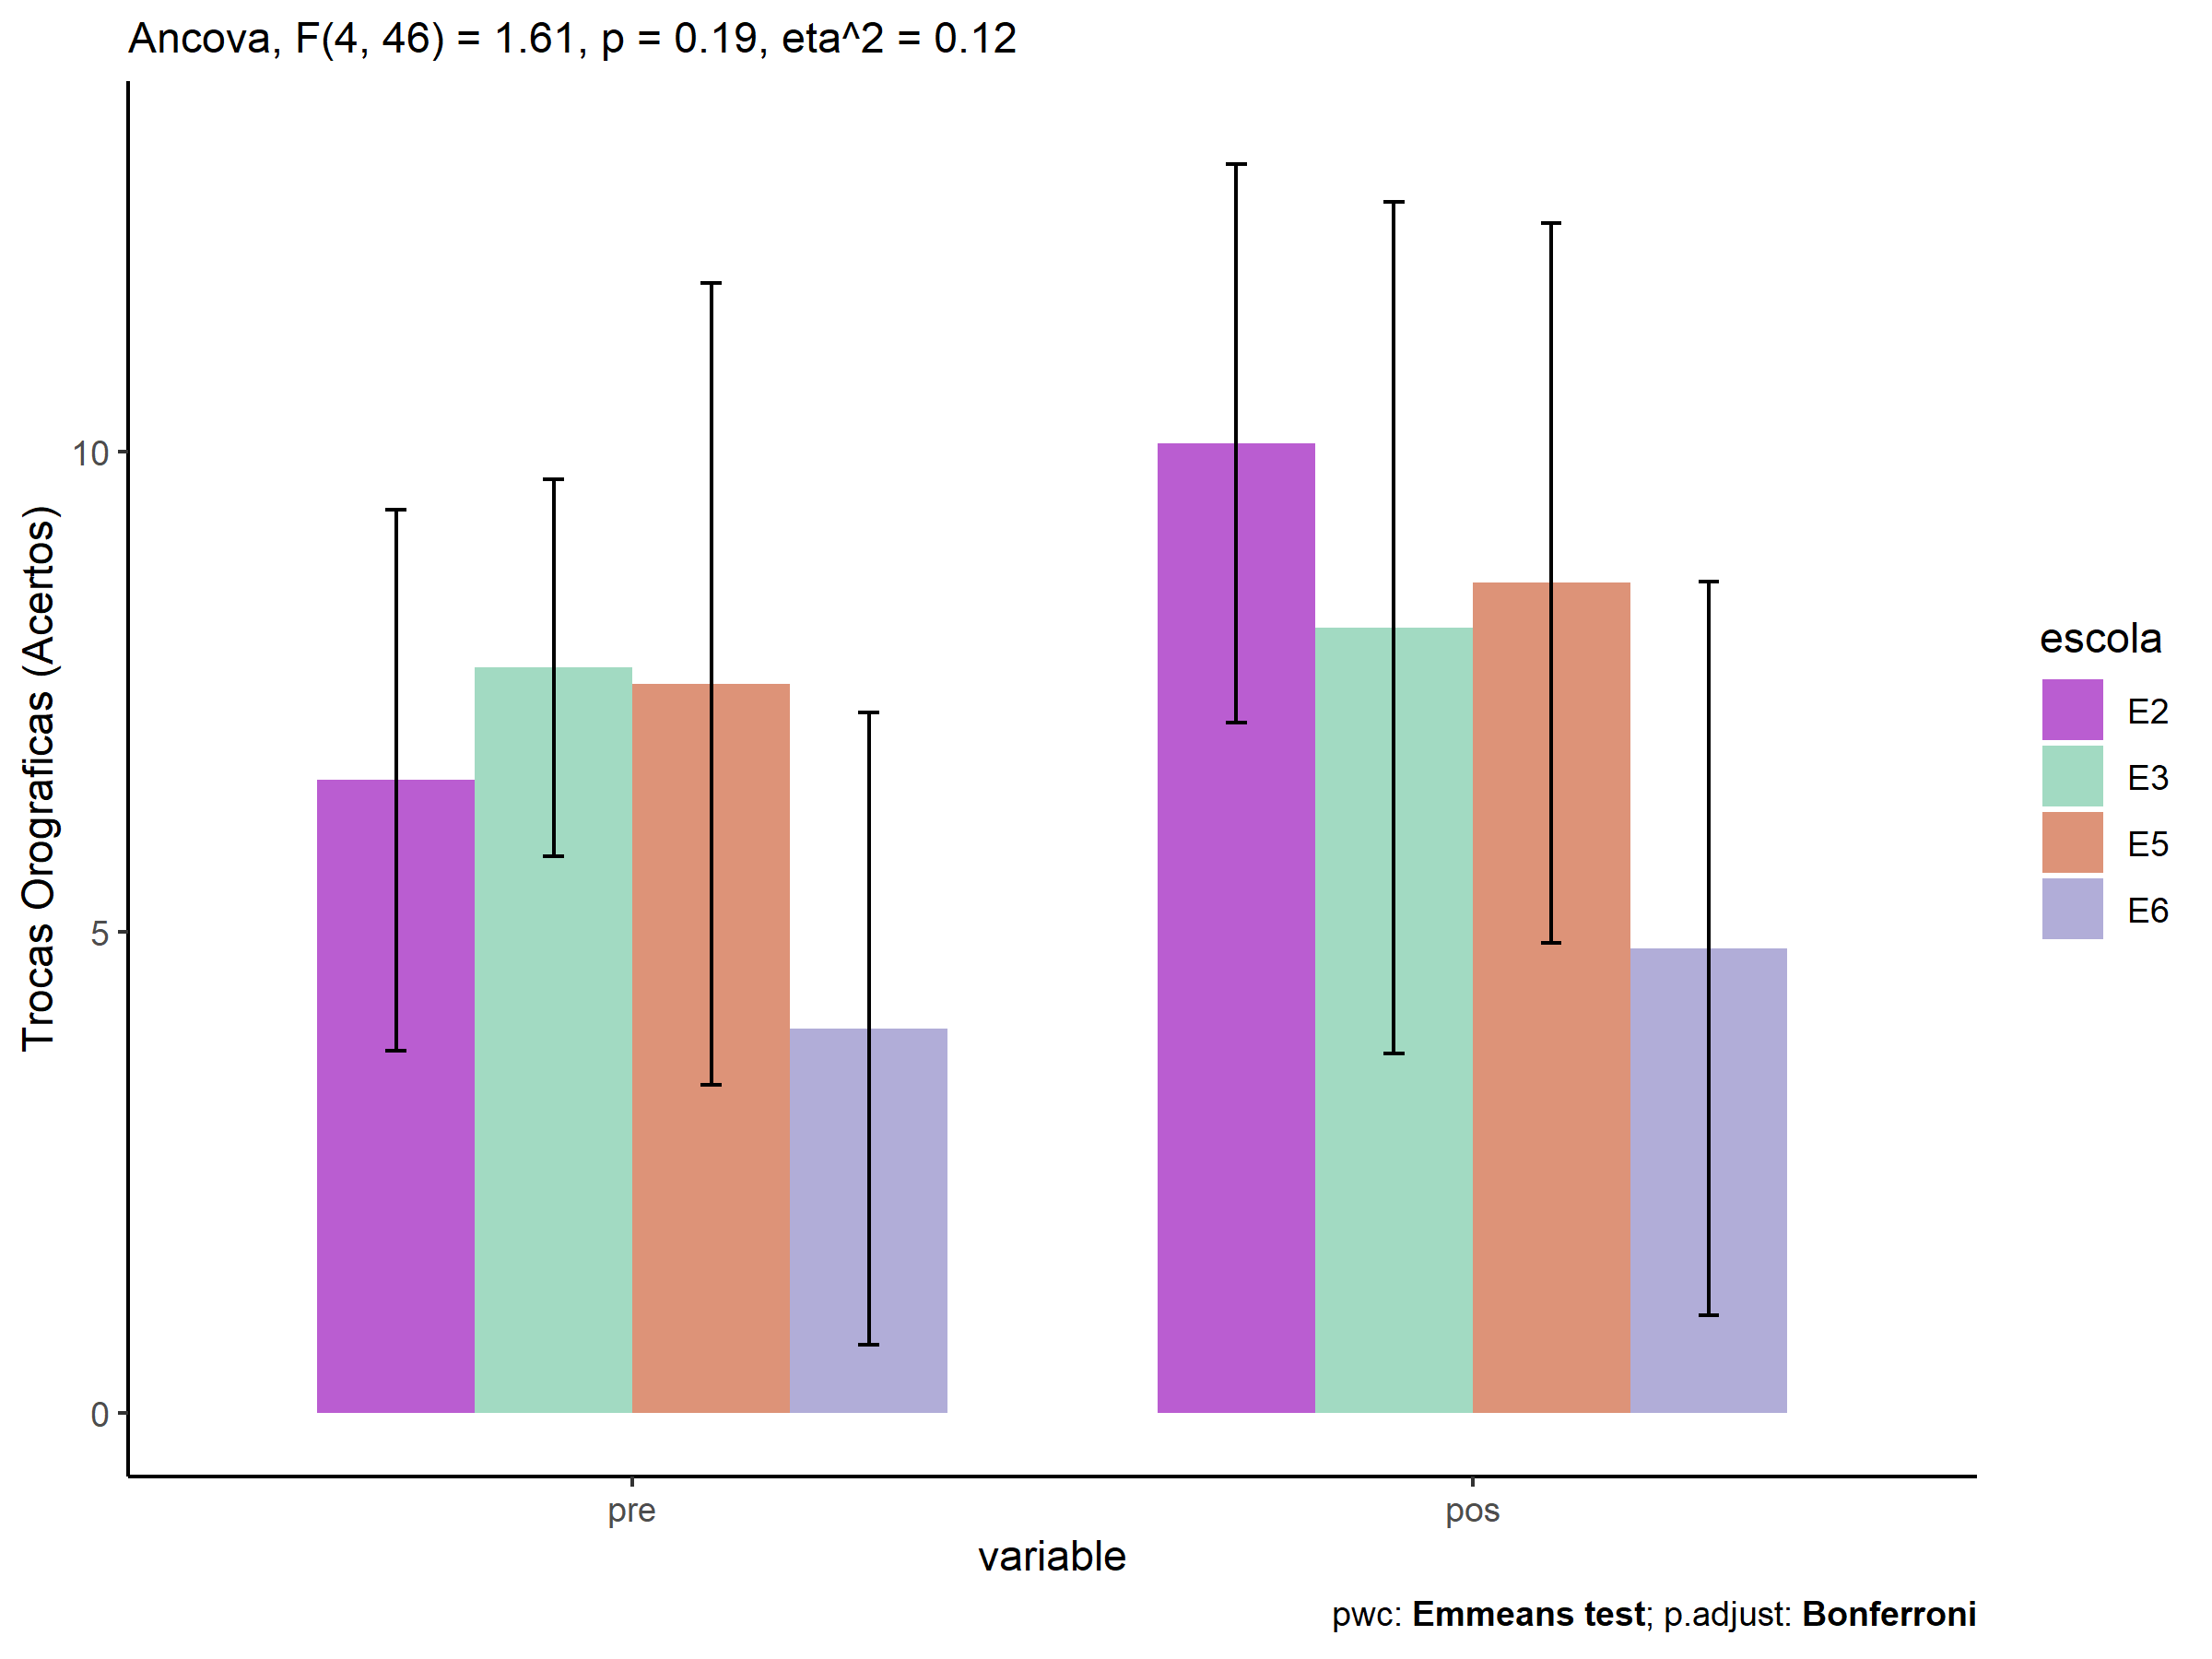 Ancova, F(4, 46) = 1.61, p = 0.19, eta^2 = 0.12
Trocas Orograficas (Acertos)
10
5
0
pre
pos
variable
escola
E2
E3
E5
E6
pwc: Emmeans test; p.adjust: Bonferroni